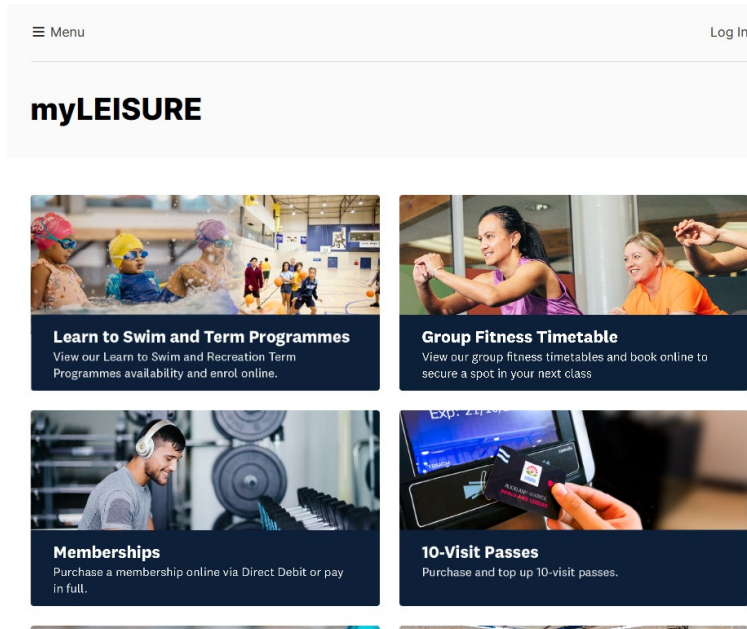 Menu
Log In
myLEISURE
Learn to Swim and Term Programmes
View our Learn to Swim and Recreation Term
Programmes availability and enrol online.
Group Fitness Timetable
View our group fitness timetables and book online to
secure a spot in your next class
Exp: 21/10/
Memberships
Purchase a membership online via Direct Debit or pay
in full.
10-Visit Passes
Purchase and top up 10-visit passes.